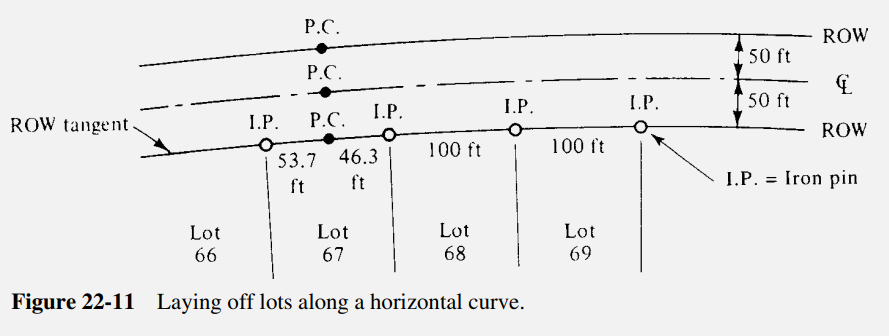 P.C.
ROW
50 ft
P.C.
℄
50 ft
ROW tangent
I.P.
P.C.
I.P.
I.P.
I.P.
ROW
53.7
ft
46.3
ft
100 ft
100 ft
I.P. = Iron pin
Lot
66
Lot
67
Lot
68
Lot
69
Figure 22-11 Laying off lots along a horizontal curve.